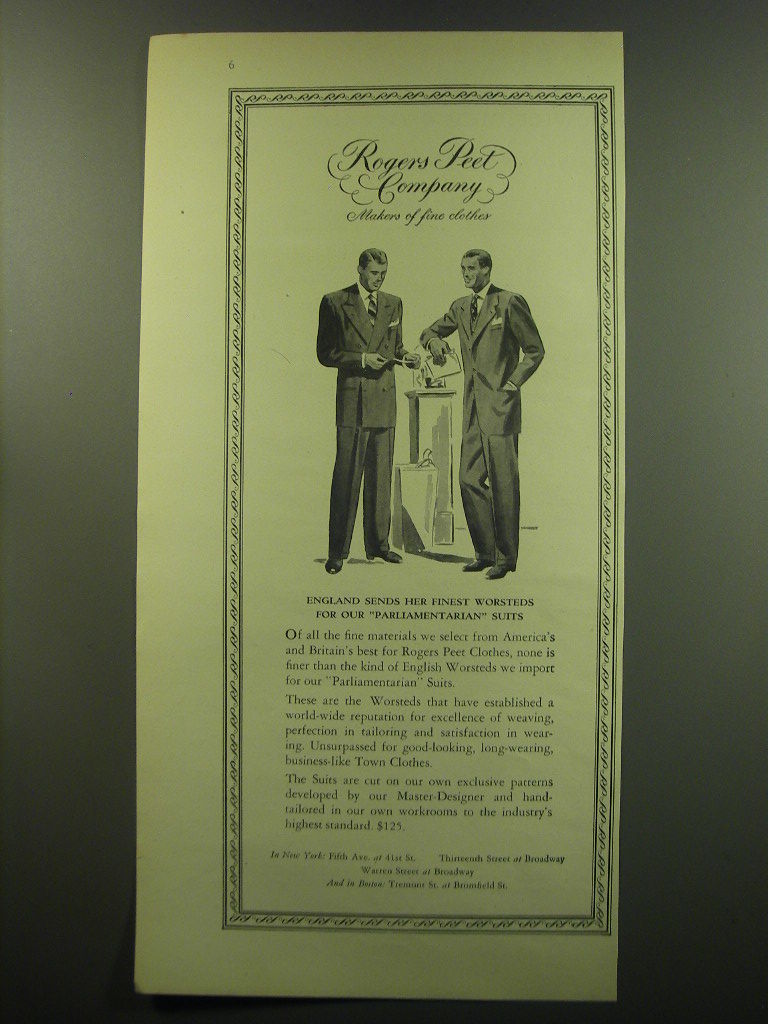 6
Rogers Peet
Company
Makers of fine clothes
ENGLAND SENDS HER FINEST WORSTEDS
FOR OUR "PARLIAMENTARIAN" SUITS
Of all the fine materials we select from America's
and Britain's best for Rogers Peet Clothes, none is
finer than the kind of English Worsteds we import
for our "Parliamentarian" Suits.
These are the Worsteds that have established a
world-wide reputation for excellence of weaving,
perfection in tailoring and satisfaction in wear-
ing. Unsurpassed for good-looking, long-wearing,
business-like Town Clothes.
The Suits are cut on our own exclusive patterns
developed by our Master-Designer and hand-
tailored in our own workrooms to the industry's
highest standard. $125.
In New York: Fifth Ave. at 41st St. Thirteenth Street at Broadway
Warren Street at Broadway
And in Boston: Tremont St. at Bromfield St.